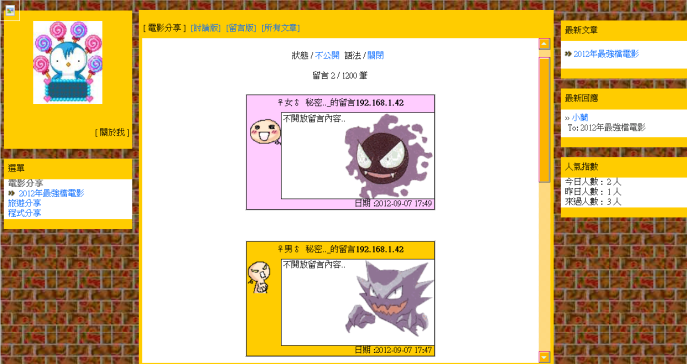 [ 關於我 ]
選單
電影分享
2012年最強檔電影
旅遊分享
程式分享
[ 電影分享 ] [討論版] [留言版] [所有文章]
狀態 / 不公開 語法 / 關閉
留言 2 / 1200 筆
♀女♀ 秘密.._的留言192.168.1.42
不開放留言內容..
日期 :2012-09-07 17:49
♀男♂ 秘密.._的留言192.168.1.42
不開放留言內容..
日期 :2012-09-07 17:47
最新文章
2012年最強檔電影
最新回應
» 小蘭
To: 2012年最強檔電影
人氣指數
今日人數 : 2 人
昨日人數 : 1 人
來過人數 : 3 人